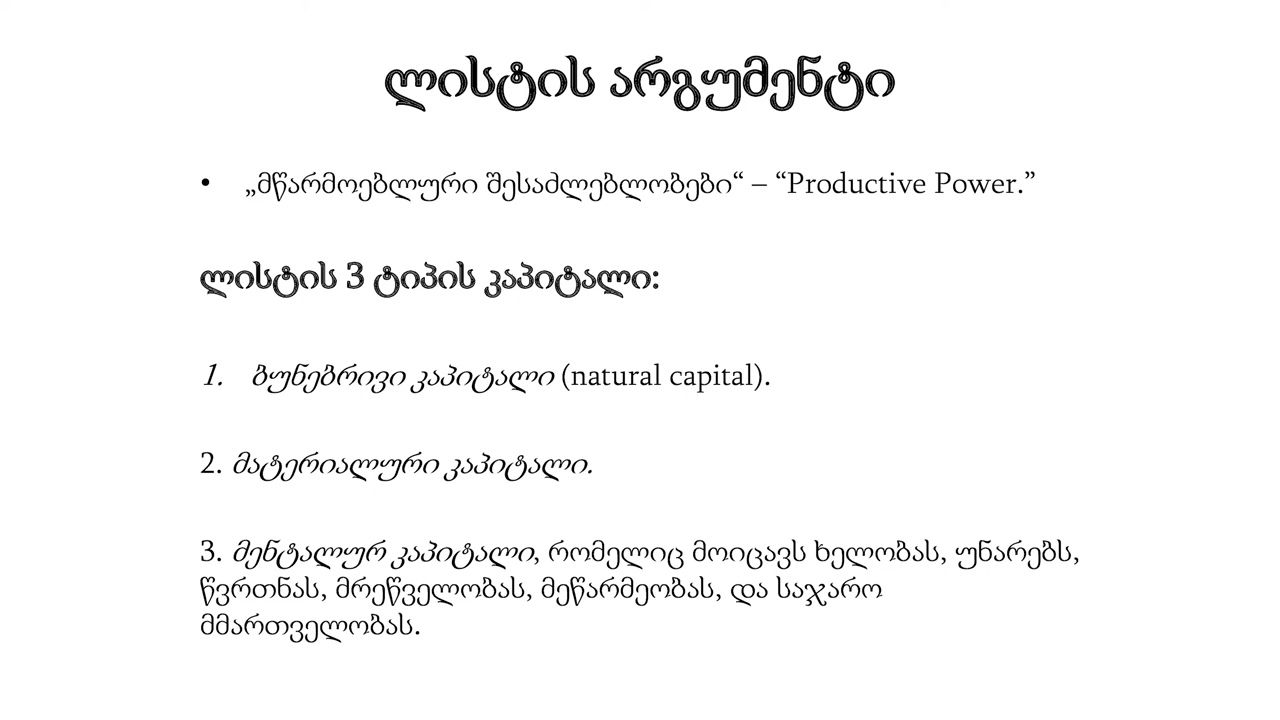 ლისტის არგუმენტი
• „მწარმოებლური შესაძლებლობები“ – “Productive Power.”
ლისტის 3 ტიპის კაპიტალი:
1. ბუნებრივი კაპიტალი (natural capital).
2. მატერიალური კაპიტალი.
3. მენტალურ კაპიტალი, რომელიც მოიცავს ხელობას, უნარებს,
წვრთნას, მრეწველობას, მეწარმეობას, და საჯარო
მმართველობას.